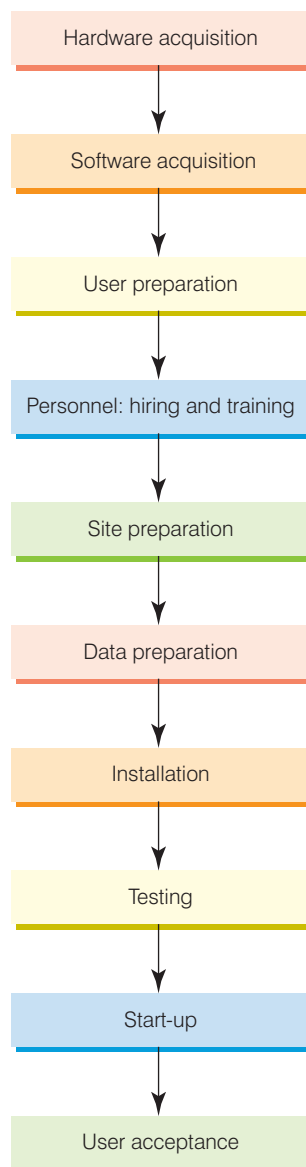 Hardware acquisition
Software acquisition
User preparation
Personnel: hiring and training
Site preparation
Data preparation
Installation
Testing
Start-up
User acceptance